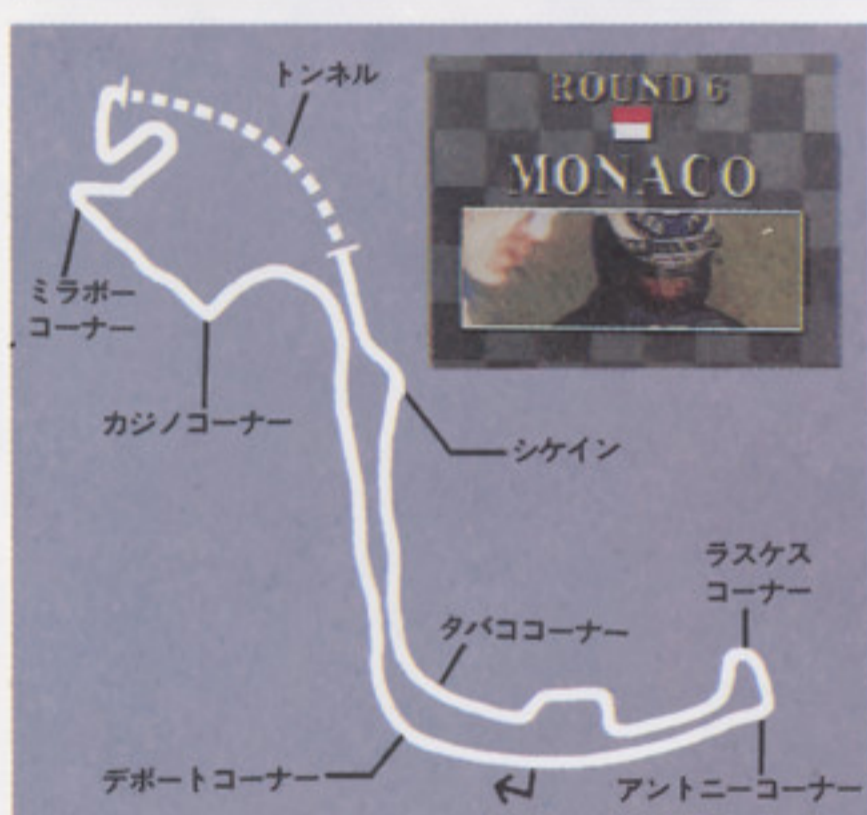 トンネル
ROUND 6
MONACO
ミラボー
コーナー
カジノコーナー
シケイン
ラスケス
コーナー
タバココーナー
デポートコーナー
アントニーコーナー